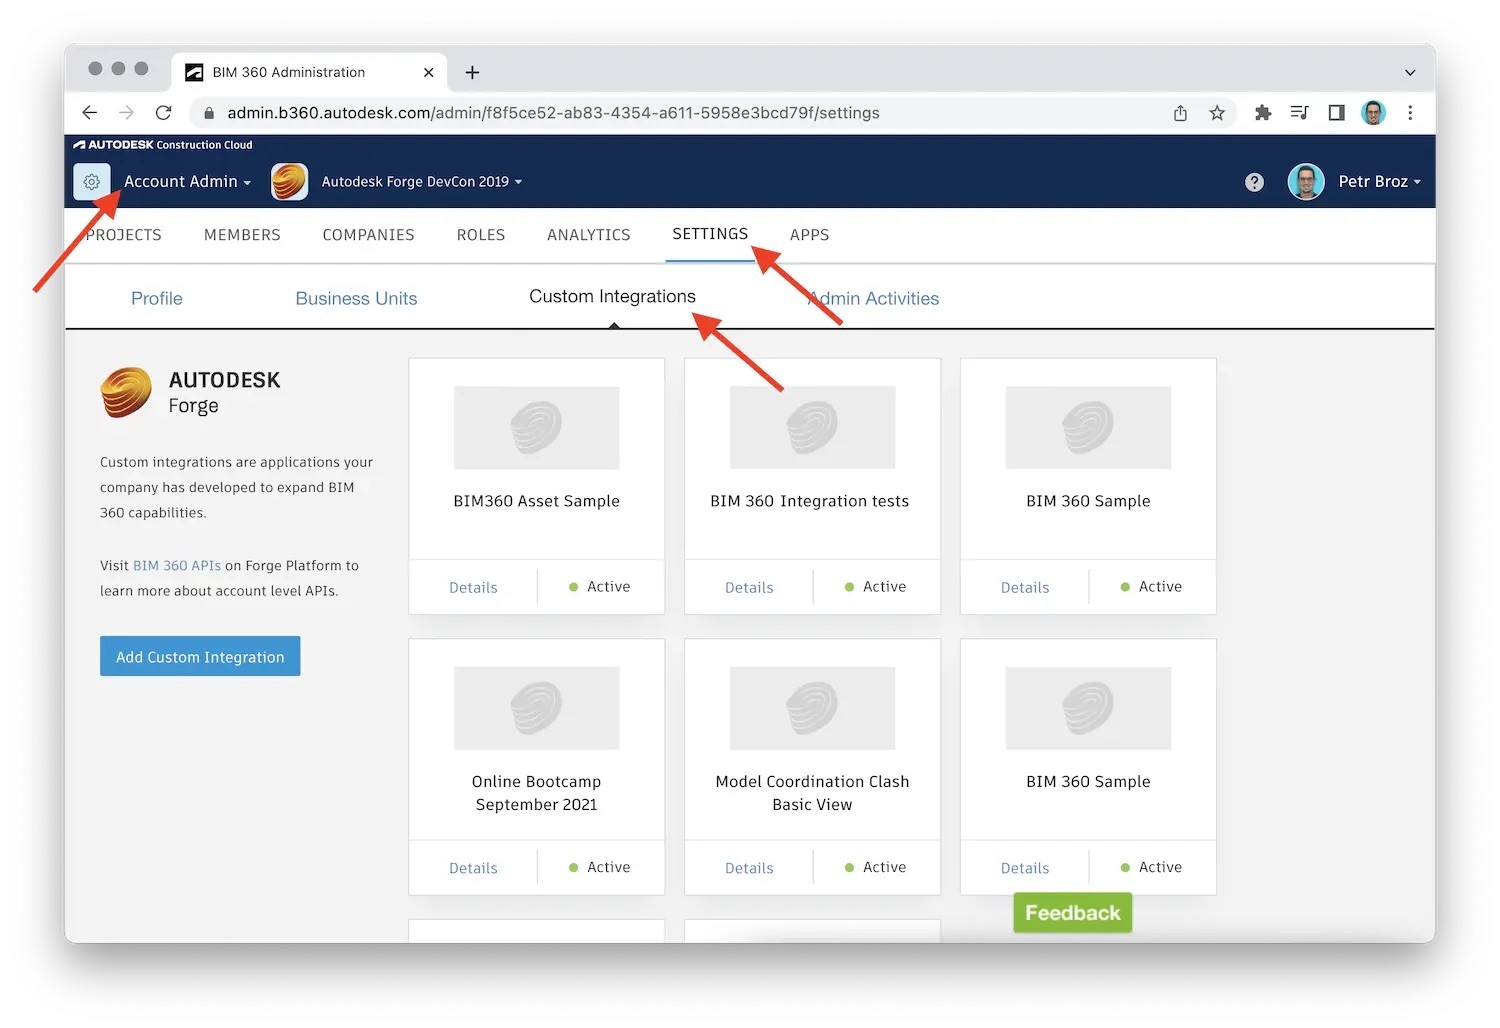 BIM 360 Administration
admin.b360.autodesk.com/admin/f8f5ce52-ab83-4354-a611-5958e3bcd79f/settings
AUTODESK Construction Cloud
Account Admin
Autodesk Forge DevCon 2019
Petr Broz
PROJECTS
MEMBERS
COMPANIES
ROLES
ANALYTICS
SETTINGS
APPS
Profile
Business Units
Custom Integrations
Admin Activities
AUTODESK
Forge
Custom integrations are applications your
company has developed to expand BIM
360 capabilities.
Visit BIM 360 APIs on Forge Platform to
learn more about account level APIs.
Add Custom Integration
BIM360 Asset Sample
Details
Active
BIM 360 Integration tests
Details
Active
BIM 360 Sample
Details
Active
Online Bootcamp
September 2021
Details
Active
Model Coordination Clash
Basic View
Details
Active
BIM 360 Sample
Details
Active
Feedback